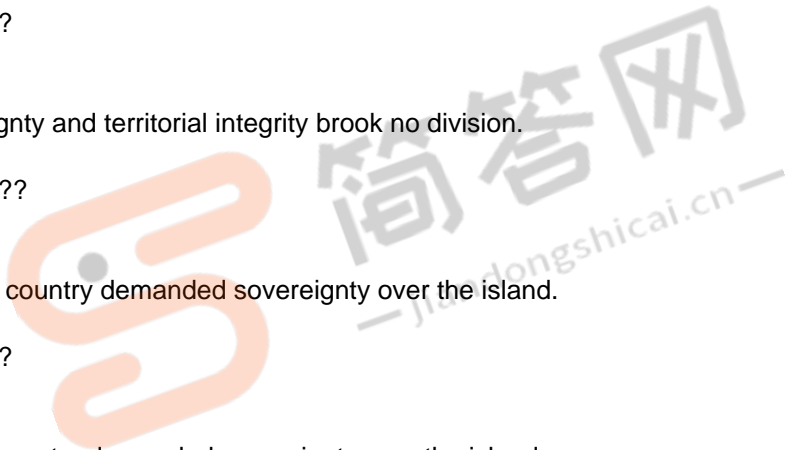 ?
gnty and territorial integrity brook no division.
??
country demanded sovereignty over the island.
?
简答网
jiandongshicai.cn